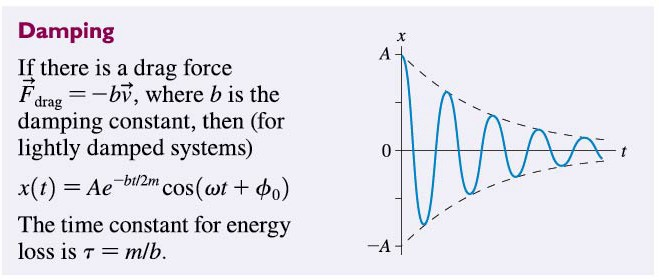 Damping
If there is a drag force
F⃗drag = −bv⃗, where b is the
damping constant, then (for
lightly damped systems)
x(t) = Ae^−bt/2m cos(ωt + ϕ₀)
The time constant for energy
loss is τ = m/b.
x
A
0
t
−A